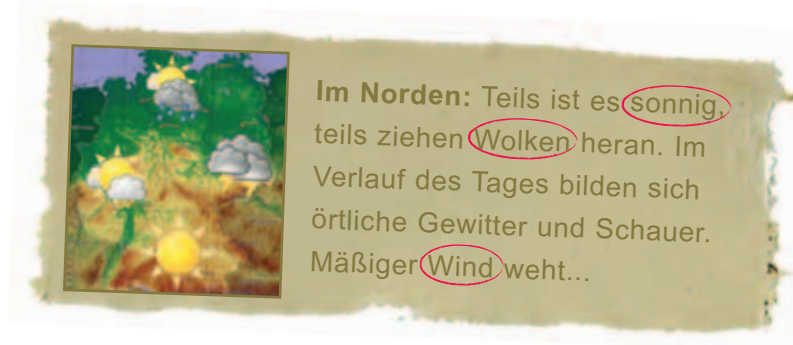 Im Norden: Teils ist es sonnig,
teils ziehen Wolken heran. Im
Verlauf des Tages bilden sich
örtliche Gewitter und Schauer.
Mäßiger Wind weht...